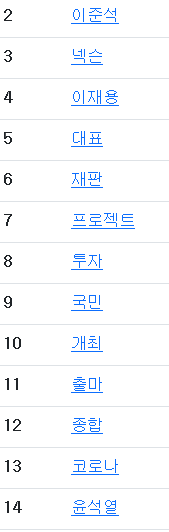 2 이준석
3 넥슨
4 이재용
5 대표
6 재판
7 프로젝트
8 투자
9 국민
10 개최
11 출마
12 종합
13 코로나
14 윤석열